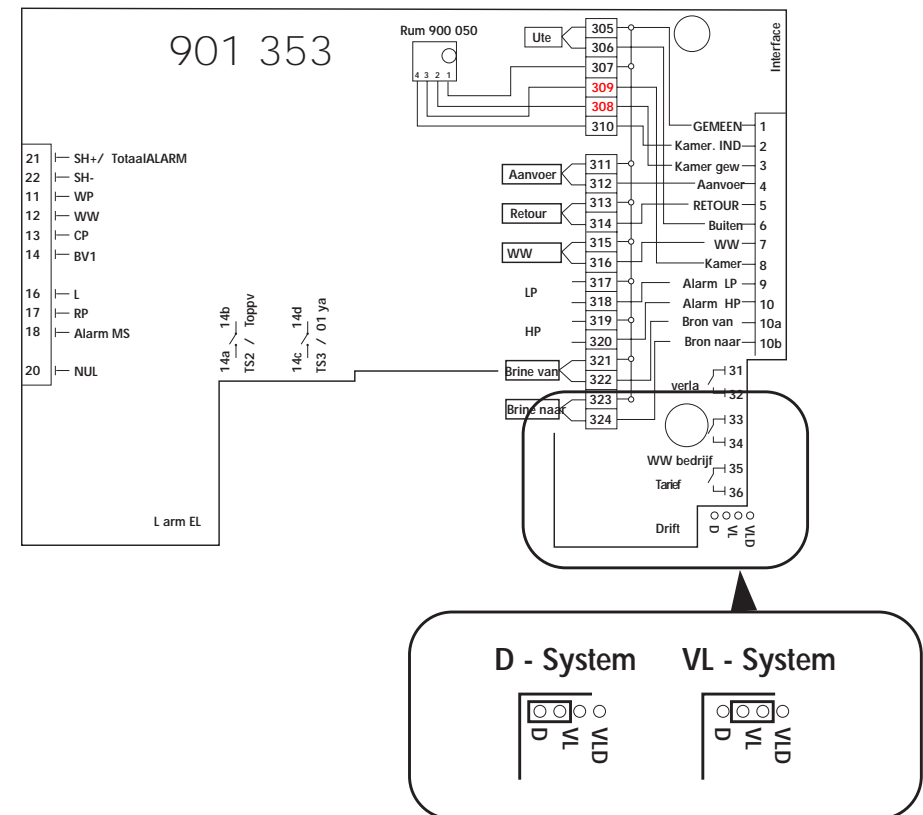 901 353
Rum 900 050
4 3 2 1
Ute
305
306
307
309
308
310
Interface
GEMEEN 1
Kamer. IND 2
Kamer gew 3
Aanvoer 4
RETOUR 5
Buiten 6
WW 7
Kamer 8
Alarm LP 9
Alarm HP 10
Bron van 10a
Bron naar 10b
21 SH+/ TotaalALARM
22 SH-
11 WP
12 WW
13 CP
14 BV1
16 L
17 RP
18 Alarm MS
20 NUL
14a 14b
TS2 / Toppv
14c 14d
TS3 / 01 ya
Aanvoer
311
312
Retour
313
314
WW
315
316
LP
317
318
HP
319
320
Brine van
321
322
Brine naar
323
324
verla
31
32
33
34
WW bedrijf
35
Tarief
36
L arm EL
Drift
D VL VLD
D - System VL - System
D VL VLD
D VL VLD